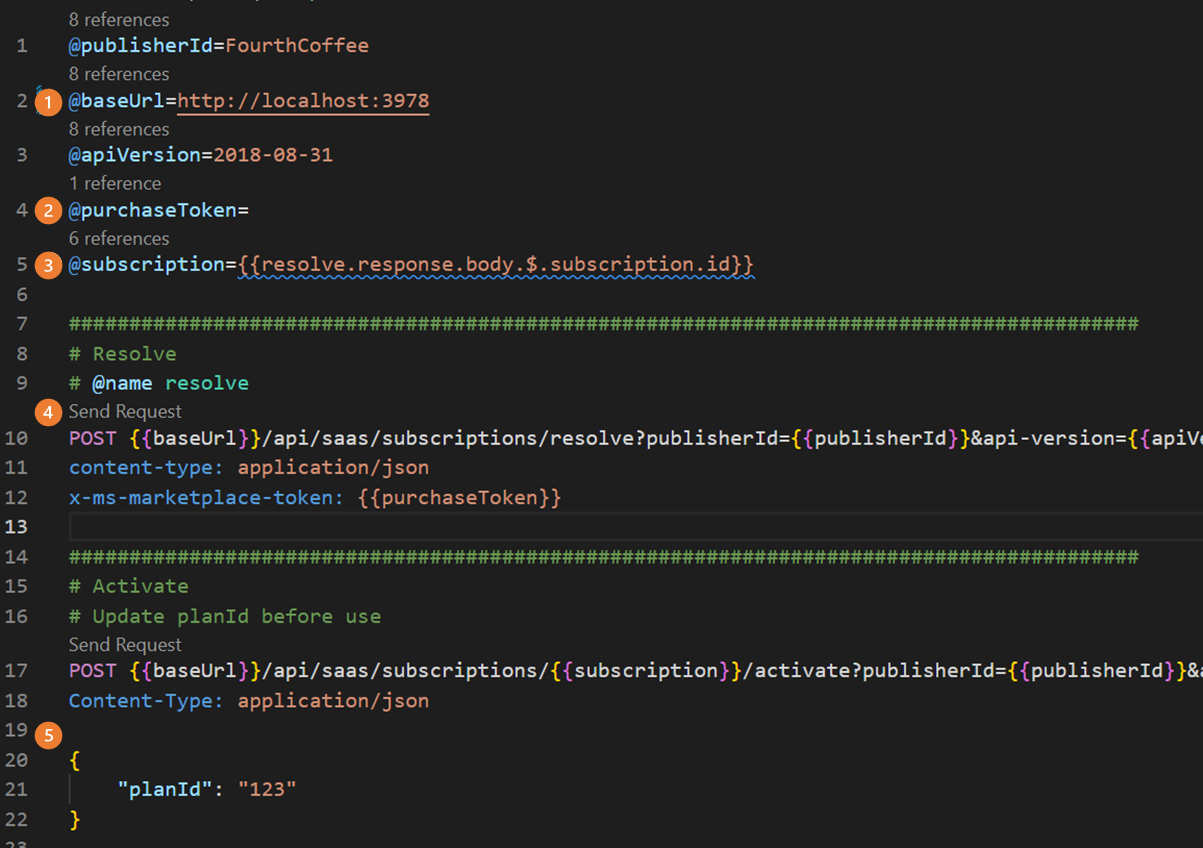 8 references
1 @publisherId=FourthCoffee
8 references
2 1 @baseUrl=http://localhost:3978
8 references
3 @apiVersion=2018-08-31
1 reference
4 2 @purchaseToken=
6 references
5 3 @subscription={{resolve.response.body.$.subscription.id}}
6
7 #########################################################################################
8 # Resolve
9 # @name resolve
4 Send Request
10 POST {{baseUrl}}/api/saas/subscriptions/resolve?publisherId={{publisherId}}&api-version={{apiVe
11 content-type: application/json
12 x-ms-marketplace-token: {{purchaseToken}}
13
14 #########################################################################################
15 # Activate
16 # Update planId before use
Send Request
17 POST {{baseUrl}}/api/saas/subscriptions/{{subscription}}/activate?publisherId={{publisherId}}&a
18 Content-Type: application/json
19 5
20 {
21 "planId": "123"
22 }
23